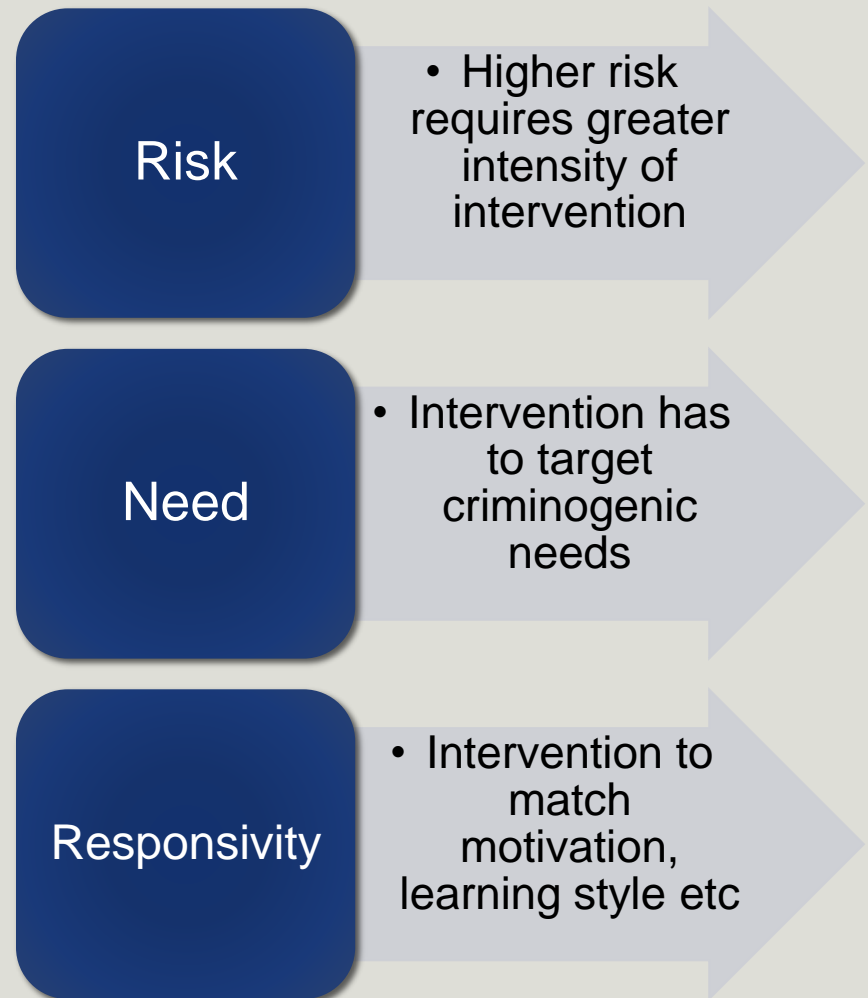 Risk
• Higher risk
requires greater
intensity of
intervention
Need
• Intervention has
to target
criminogenic
needs
Responsivity
• Intervention to
match
motivation,
learning style etc